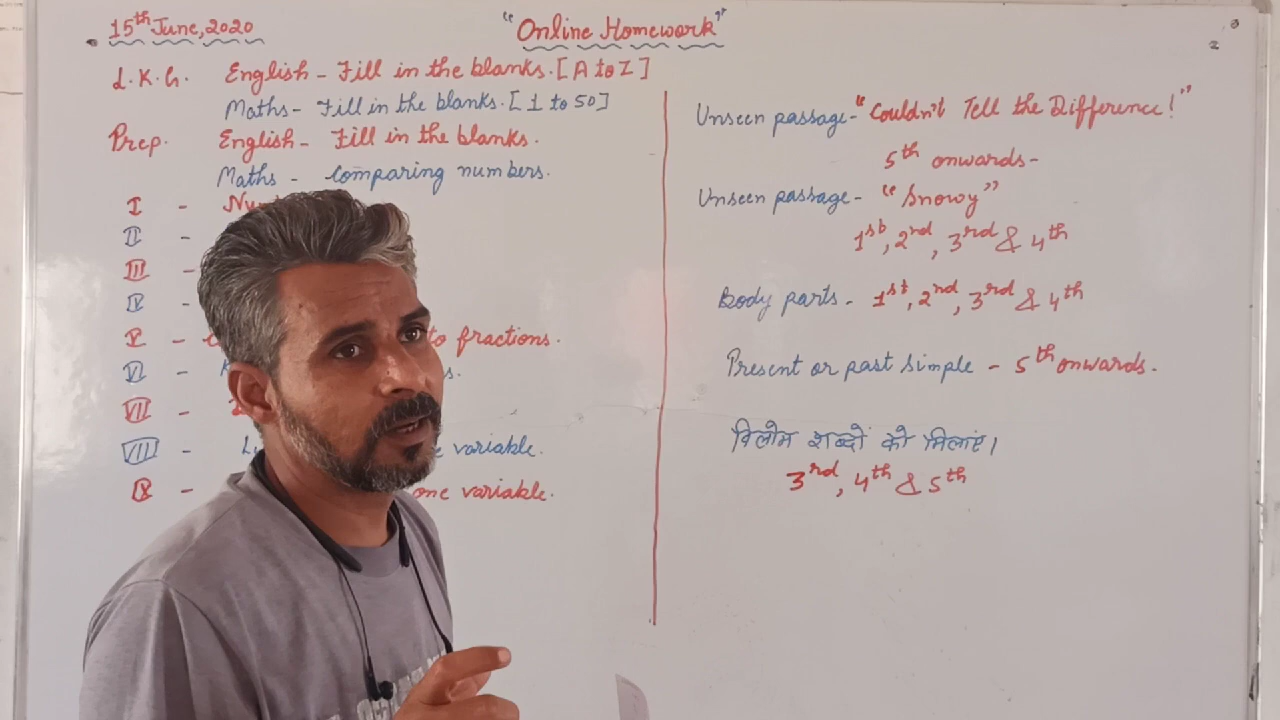 15th June, 2020
"Online Homework"
L.K.G. English - Fill in the blanks. [A to Z]
Maths - Fill in the blanks. [1 to 50]
Prep. English - Fill in the blanks.
Maths - Comparing numbers.
I -
II -
III -
V - to fractions.
VI -
VII -
VIII - variable.
IX - one variable.
Unseen passage - "Couldn't Tell the Difference!"
5th onwards -
Unseen passage - "Snowy"
1st, 2nd, 3rd & 4th
Body parts - 1st, 2nd, 3rd & 4th
Present or past simple - 5th onwards.
विलोम शब्दों को मिलाएं।
3rd, 4th & 5th